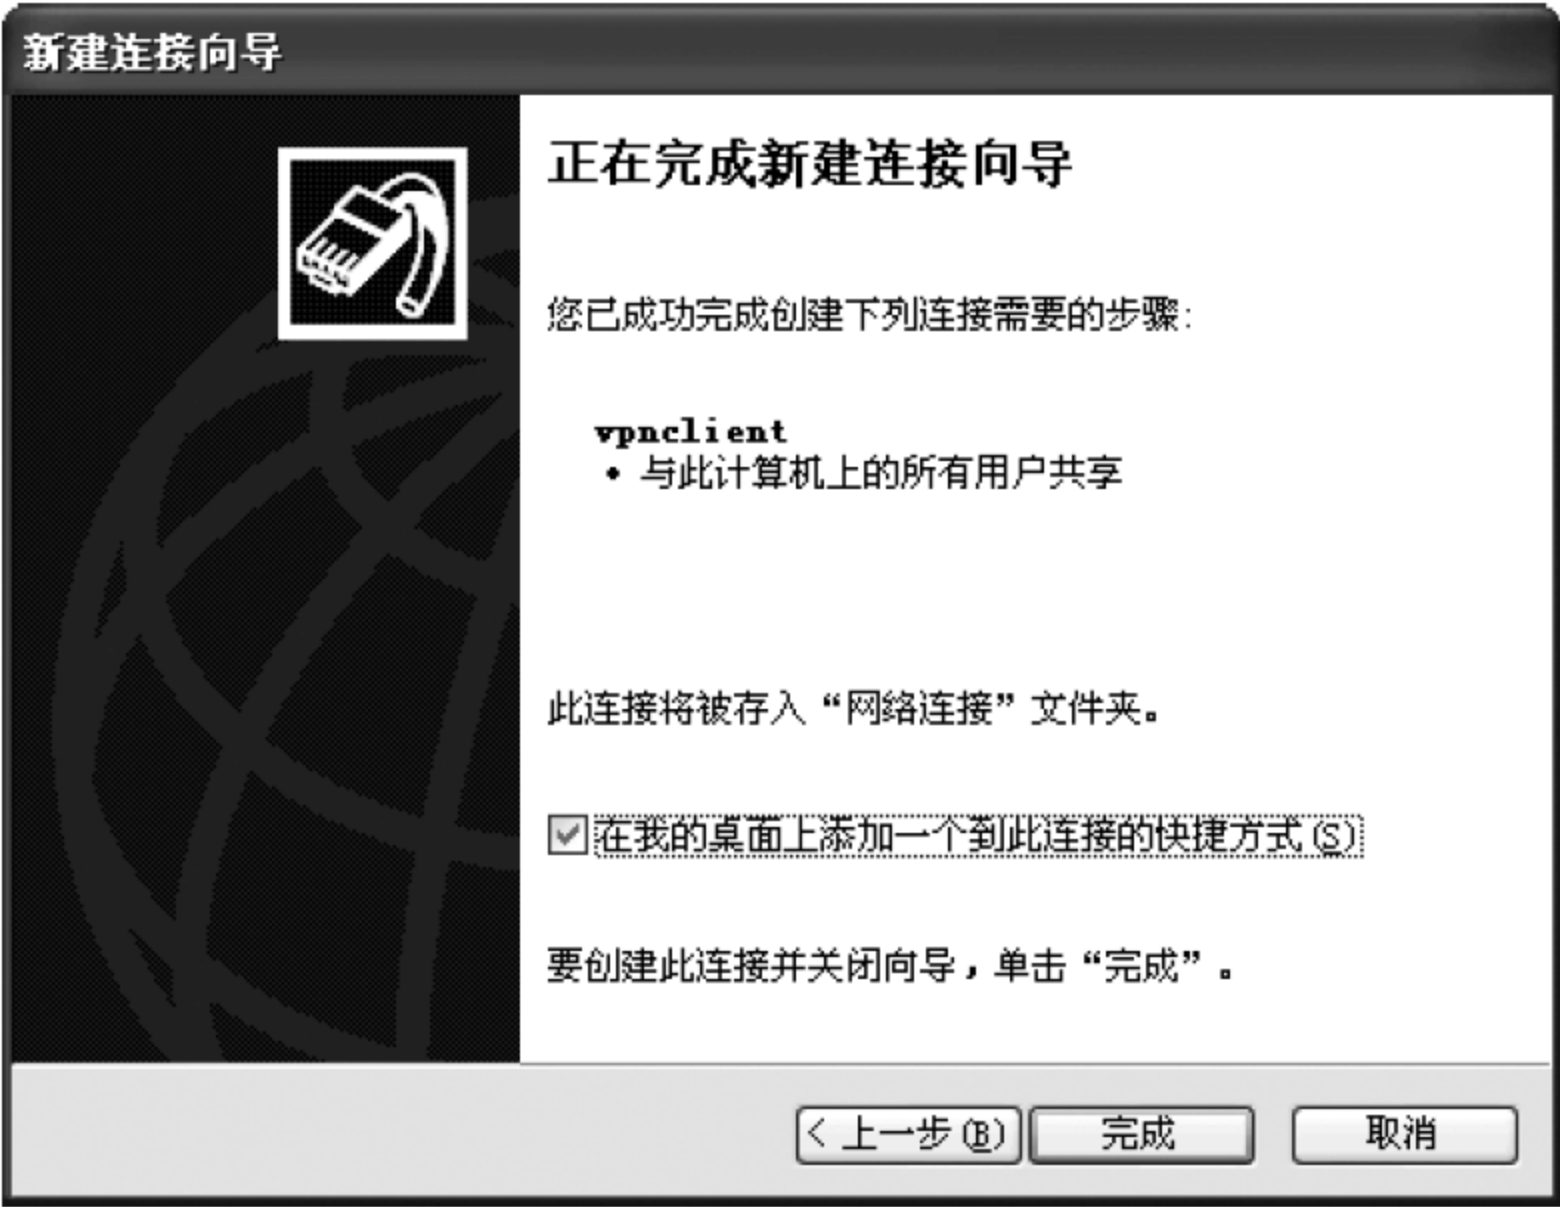 新建连接向导
正在完成新建连接向导
您已成功完成创建下列连接需要的步骤:
vpnclient
• 与此计算机上的所有用户共享
此连接将被存入“网络连接”文件夹。
在我的桌面上添加一个到此连接的快捷方式(S)
要创建此连接并关闭向导，单击“完成”。
< 上一步(B)
完成
取消